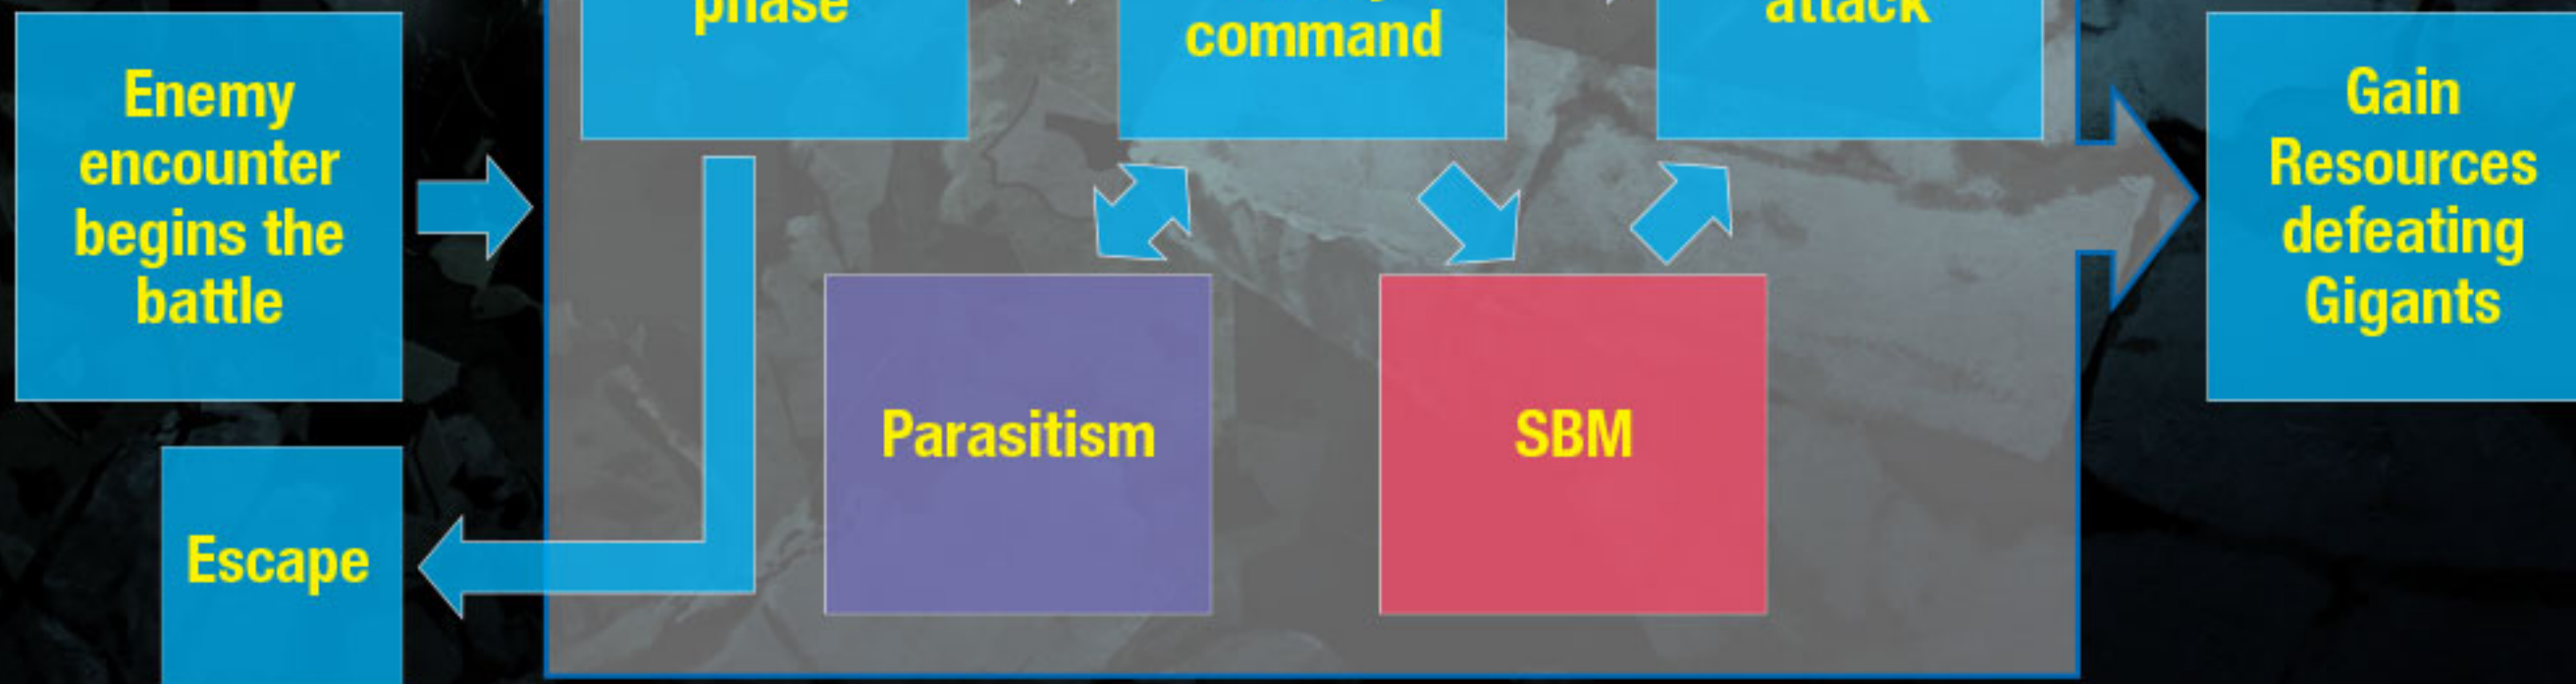 phase
command
attack
Enemy
encounter
begins the
battle
Gain
Resources
defeating
Gigants
Parasitism
SBM
Escape